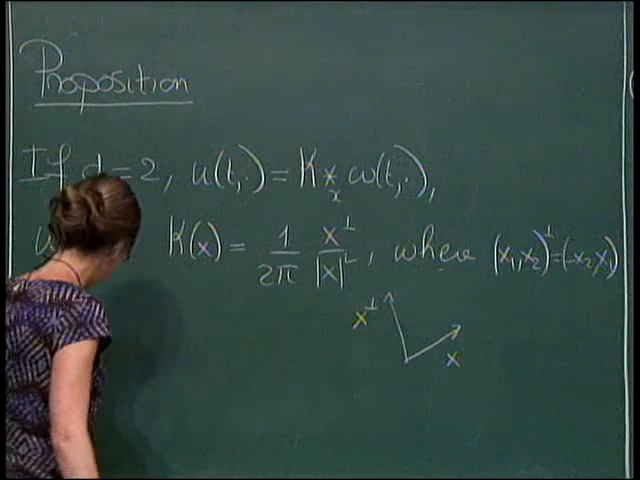 Proposition
If d = 2, u(t,·) = K *ₓ ω(t,·),
K(x) = 1/2π x^⊥/|x|², where (x₁,x₂)^⊥=(-x₂,x₁)
x^⊥
x